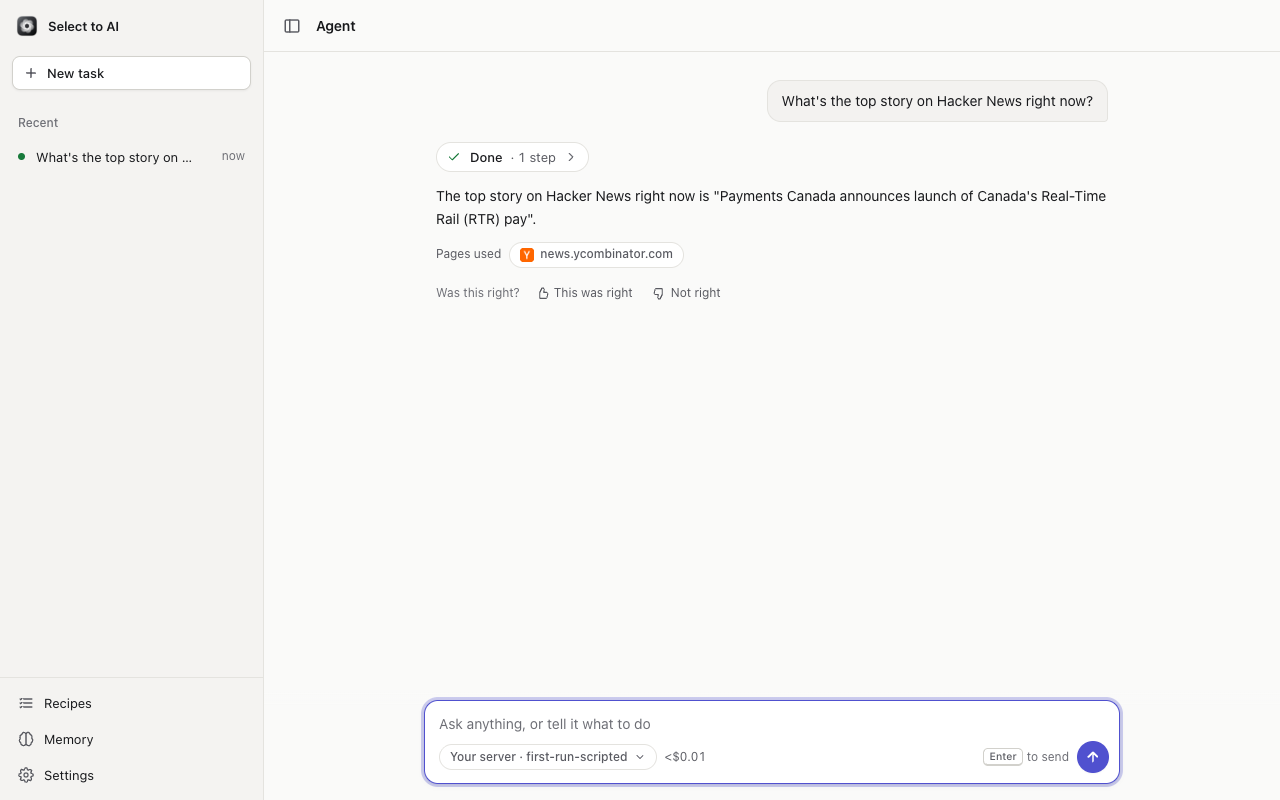 Select to AI
New task
Recent
What's the top story on ... now
Recipes
Memory
Settings
Agent
What's the top story on Hacker News right now?
Done · 1 step
The top story on Hacker News right now is "Payments Canada announces launch of Canada's Real-Time
Rail (RTR) pay".
Pages used Y news.ycombinator.com
Was this right? This was right Not right
Ask anything, or tell it what to do
Your server · first-run-scripted <$0.01 Enter to send